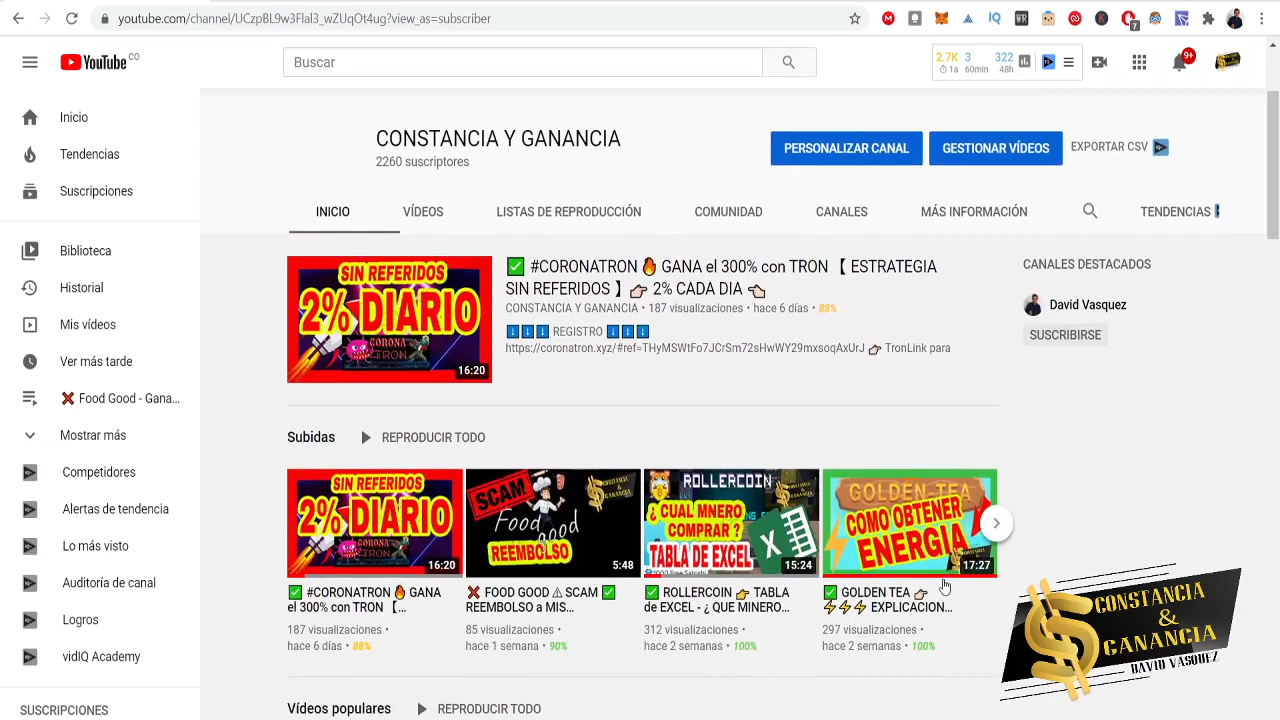 youtube.com/channel/UCzpBL9w3Flal3_wZUqOt4ug?view_as=subscriber
YouTube CO
Buscar
2.7K 3 322
1a 60min 48h
9+
7
Inicio
Tendencias
Suscripciones
Biblioteca
Historial
Mis vídeos
Ver más tarde
❌ Food Good - Gana...
Mostrar más
Competidores
Alertas de tendencia
Lo más visto
Auditoría de canal
Logros
vidIQ Academy
SUSCRIPCIONES
CONSTANCIA Y GANANCIA
2260 suscriptores
PERSONALIZAR CANAL
GESTIONAR VÍDEOS
EXPORTAR CSV
INICIO
VÍDEOS
LISTAS DE REPRODUCCIÓN
COMUNIDAD
CANALES
MÁS INFORMACIÓN
TENDENCIAS
SIN REFERIDOS
2% DIARIO
CORONA
TRON
16:20
✅ #CORONATRON 🔥 GANA el 300% con TRON 【 ESTRATEGIA
SIN REFERIDOS 】 👉 2% CADA DIA 👈
CONSTANCIA Y GANANCIA • 187 visualizaciones • hace 6 días • 88%
⬇️⬇️⬇️ REGISTRO ⬇️⬇️⬇️
https://coronatron.xyz/#ref=THyMSWtFo7JCrSm72sHwWY29mxsoqAxUrJ 👉 TronLink para
CANALES DESTACADOS
David Vasquez
SUSCRIBIRSE
Subidas
REPRODUCIR TODO
SIN REFERIDOS
2% DIARIO
16:20
✅ #CORONATRON 🔥 GANA
el 300% con TRON 【...
187 visualizaciones •
hace 6 días • 88%
SCAM
Food good
REEMBOLSO
5:48
❌ FOOD GOOD ⚠ SCAM ✅
REEMBOLSO a MIS...
85 visualizaciones •
hace 1 semana • 90%
ROLLERCOIN
¿ CUAL MNERO
COMPRAR ?
TABLA
DE EXCEL
15:24
✅ ROLLERCOIN 👉 TABLA
de EXCEL - ¿ QUE MINERO...
312 visualizaciones •
hace 2 semanas • 100%
GOLDEN-TEA
COMO OBTENER
ENERGIA
17:27
✅ GOLDEN TEA 👉
⚡⚡⚡ EXPLICACION...
297 visualizaciones •
hace 2 semanas • 100%
Vídeos populares
REPRODUCIR TODO
CONSTANCIA
&
GANANCIA
DAVID VASQUEZ